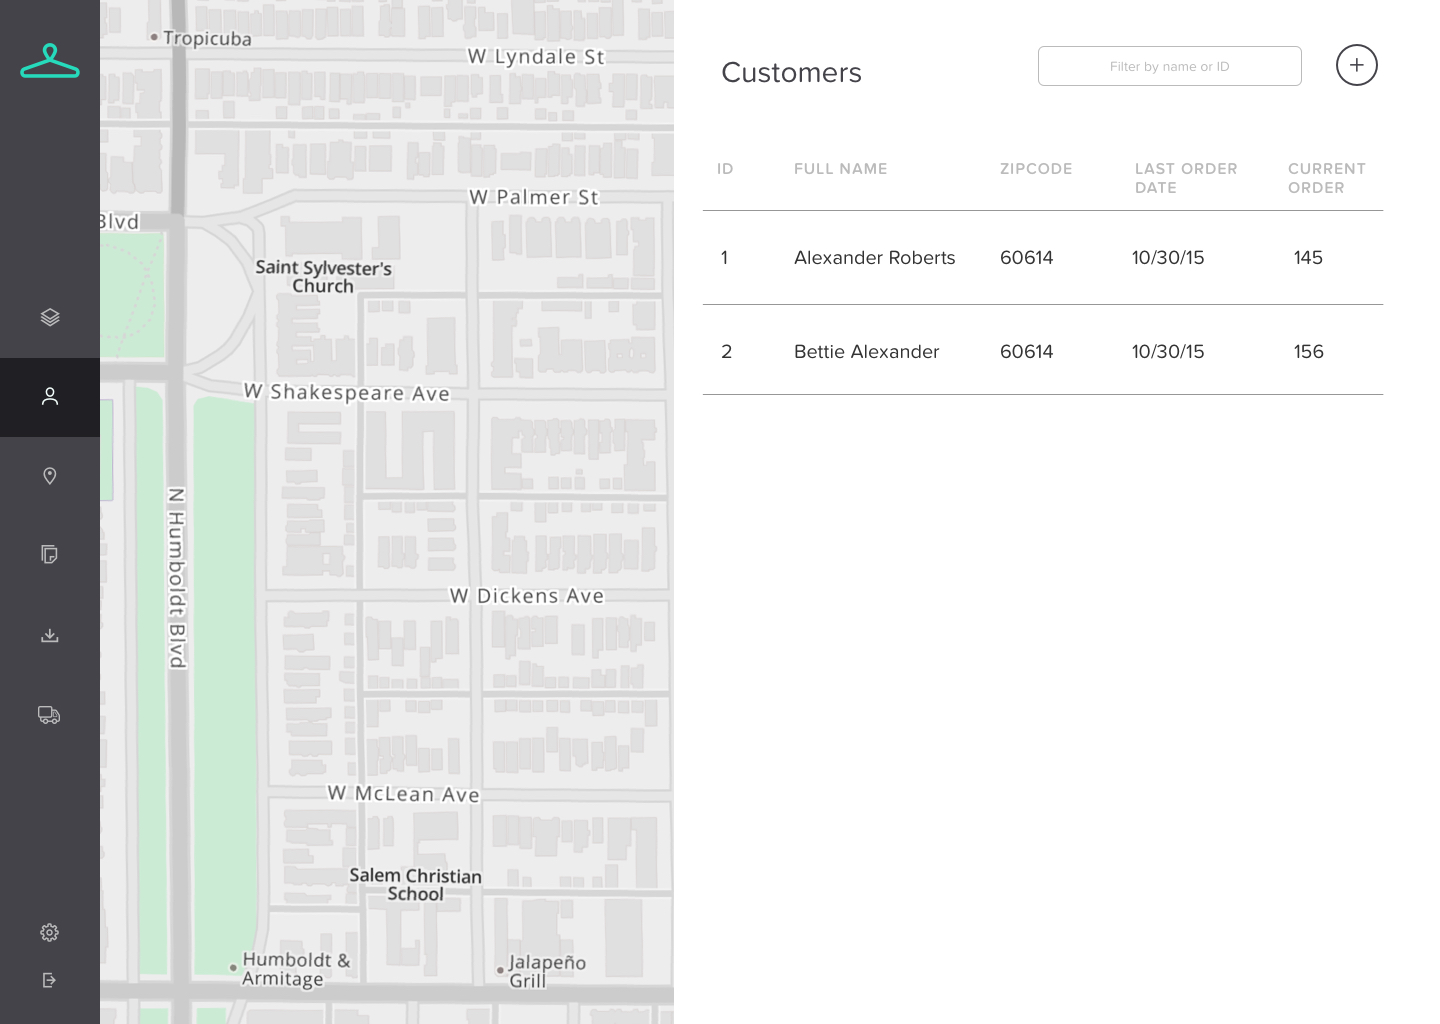 Tropicuba
W Lyndale St
W Palmer St
Blvd
Saint Sylvester's
Church
W Shakespeare Ave
N Humboldt Blvd
W Dickens Ave
W McLean Ave
Salem Christian
School
Humboldt &
Armitage
Jalapeño
Grill
Customers
Filter by name or ID
ID FULL NAME ZIPCODE LAST ORDER CURRENT
DATE ORDER
1 Alexander Roberts 60614 10/30/15 145
2 Bettie Alexander 60614 10/30/15 156